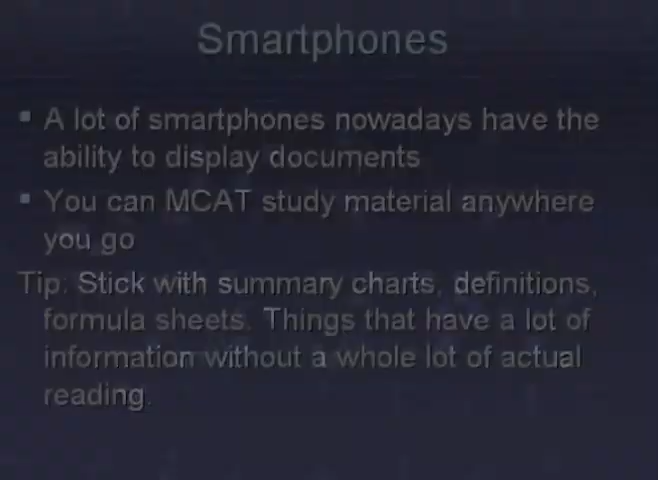 Smartphones
▪ A lot of smartphones nowadays have the
ability to display documents
▪ You can MCAT study material anywhere
you go
Tip: Stick with summary charts, definitions,
formula sheets. Things that have a lot of
information without a whole lot of actual
reading.